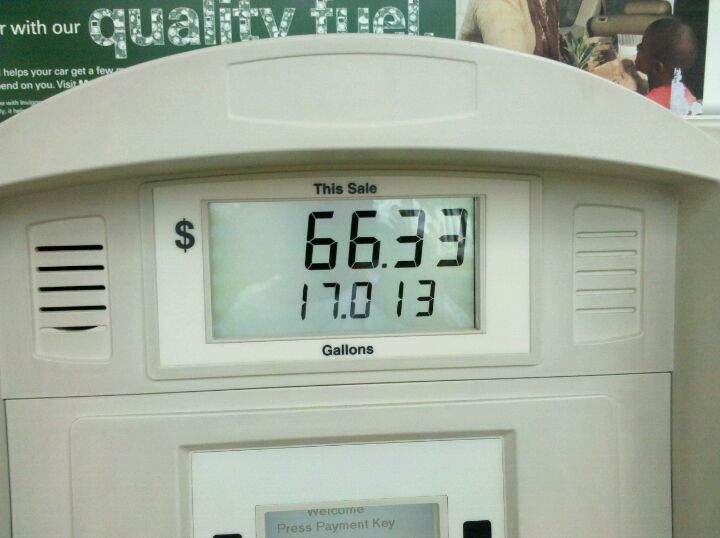 r with our quality fuel.
helps your car get a few
end on you. Visit
This Sale
$ 66.33
17.013
Gallons
Welcome
Press Payment Key